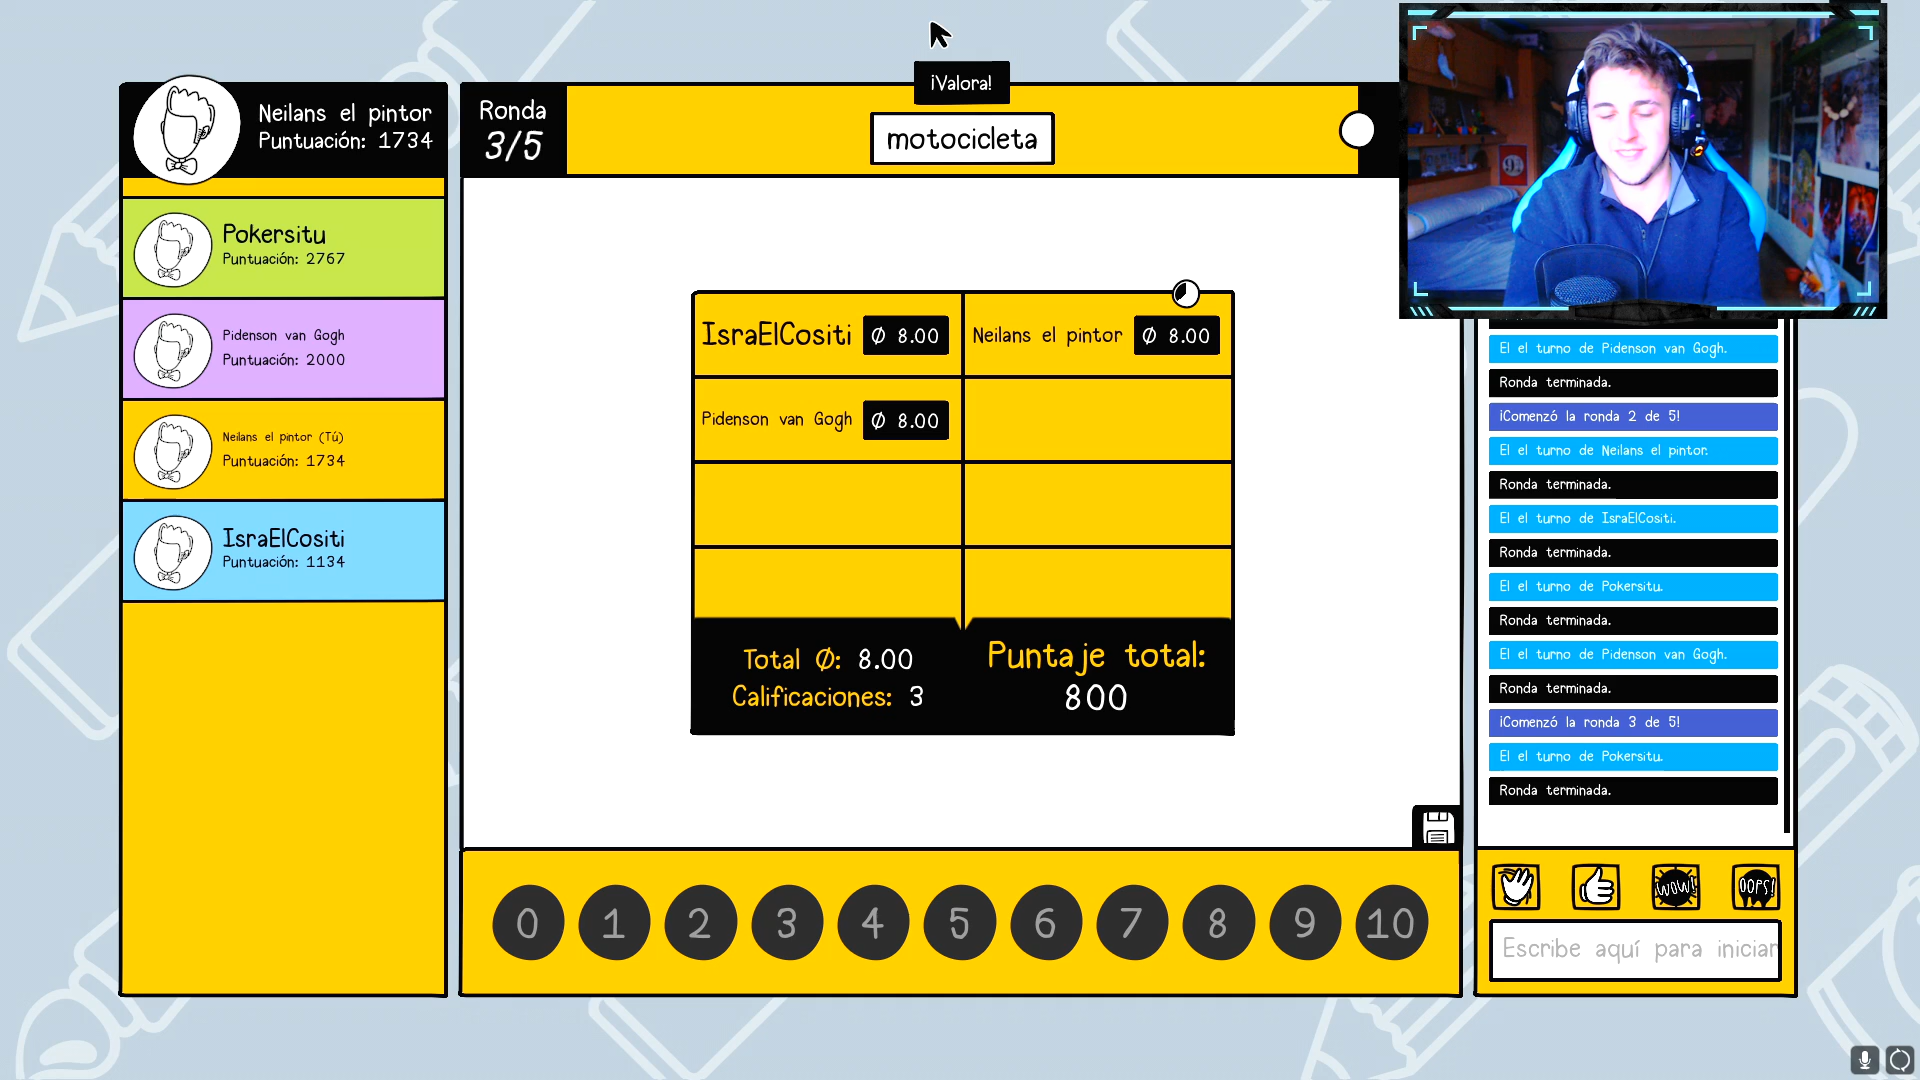 Neilans el pintor
Puntuación: 1734
Pokersitu
Puntuación: 2767
Pidenson van Gogh
Puntuación: 2000
Neilans el pintor (Tú)
Puntuación: 1734
IsraElCositi
Puntuación: 1134
Ronda
3/5
¡Valora!
motocicleta
IsraElCositi Ø 8.00
Neilans el pintor Ø 8.00
Pidenson van Gogh Ø 8.00
Total Ø: 8.00
Calificaciones: 3
Puntaje total:
800
0 1 2 3 4 5 6 7 8 9 10
El el turno de Pidenson van Gogh.
Ronda terminada.
¡Comenzó la ronda 2 de 5!
El el turno de Neilans el pintor.
Ronda terminada.
El el turno de IsraElCositi.
Ronda terminada.
El el turno de Pokersitu.
Ronda terminada.
El el turno de Pidenson van Gogh.
Ronda terminada.
¡Comenzó la ronda 3 de 5!
El el turno de Pokersitu.
Ronda terminada.
WOW!
OOPS!
Escribe aquí para iniciar